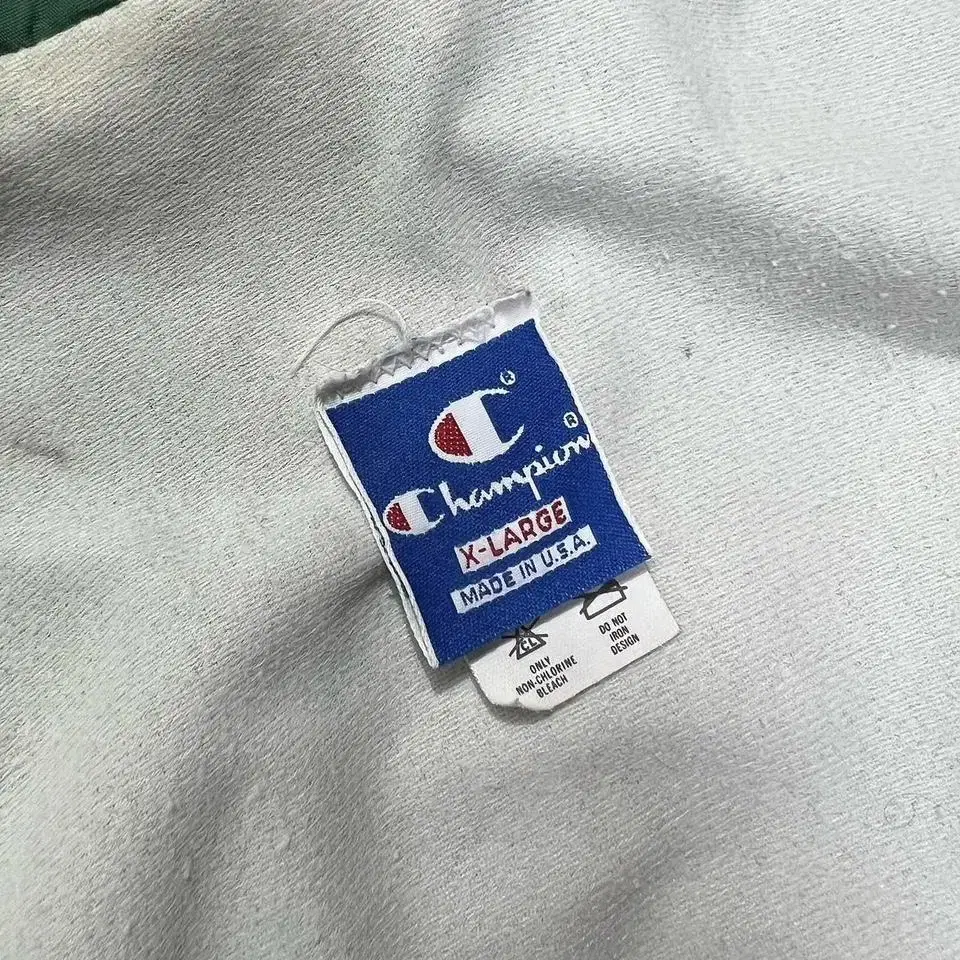 ®
Champion®
X-LARGE
MADE IN U.S.A.
CL
ONLY
NON-CHLORINE
BLEACH
DO NOT
IRON
DESIGN